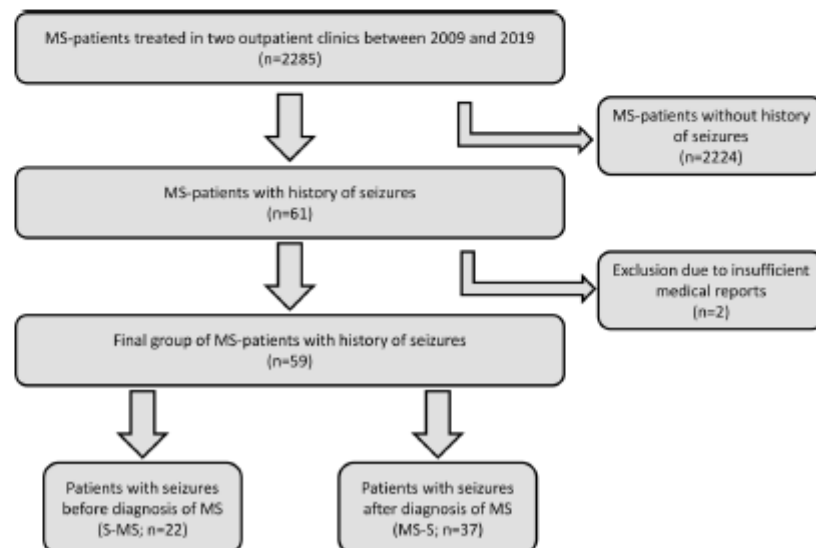 MS-patients treated in two outpatient clinics between 2009 and 2019
(n=2285)
MS-patients without history
of seizures
(n=2224)
MS-patients with history of seizures
(n=61)
Exclusion due to insufficient
medical reports
(n=2)
Final group of MS-patients with history of seizures
(n=59)
Patients with seizures
before diagnosis of MS
(S-MS; n=22)
Patients with seizures
after diagnosis of MS
(MS-S; n=37)